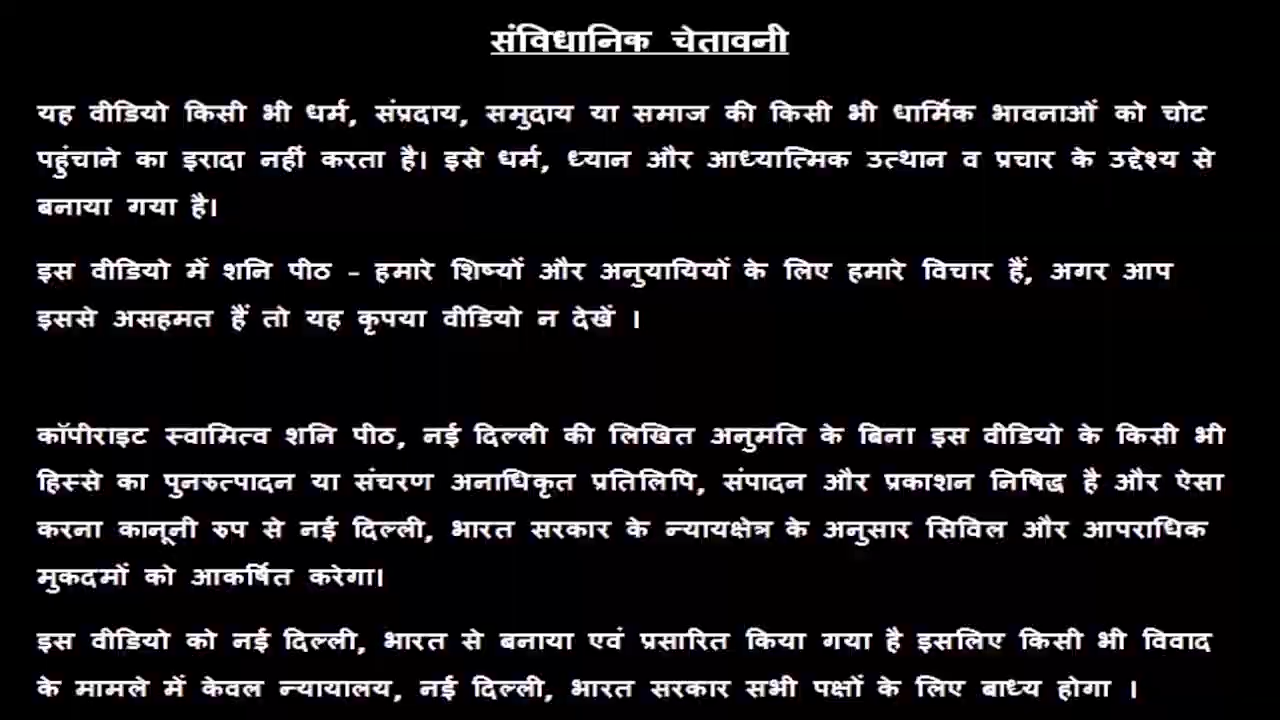 संविधानिक चेतावनी
यह वीडियो किसी भी धर्म, संप्रदाय, समुदाय या समाज की किसी भी धार्मिक भावनाओं को चोट
पहुंचाने का इरादा नहीं करता है। इसे धर्म, ध्यान और आध्यात्मिक उत्थान व प्रचार के उद्देश्य से
बनाया गया है।
इस वीडियो में शनि पीठ - हमारे शिष्यों और अनुयायियों के लिए हमारे विचार हैं, अगर आप
इससे असहमत हैं तो यह कृपया वीडियो न देखें ।
कॉपीराइट स्वामित्व शनि पीठ, नई दिल्ली की लिखित अनुमति के बिना इस वीडियो के किसी भी
हिस्से का पुनरुत्पादन या संचरण अनाधिकृत प्रतिलिपि, संपादन और प्रकाशन निषिद्ध है और ऐसा
करना कानूनी रुप से नई दिल्ली, भारत सरकार के न्यायक्षेत्र के अनुसार सिविल और आपराधिक
मुकदमों को आकर्षित करेगा।
इस वीडियो को नई दिल्ली, भारत से बनाया एवं प्रसारित किया गया है इसलिए किसी भी विवाद
के मामले में केवल न्यायालय, नई दिल्ली, भारत सरकार सभी पक्षों के लिए बाध्य होगा ।